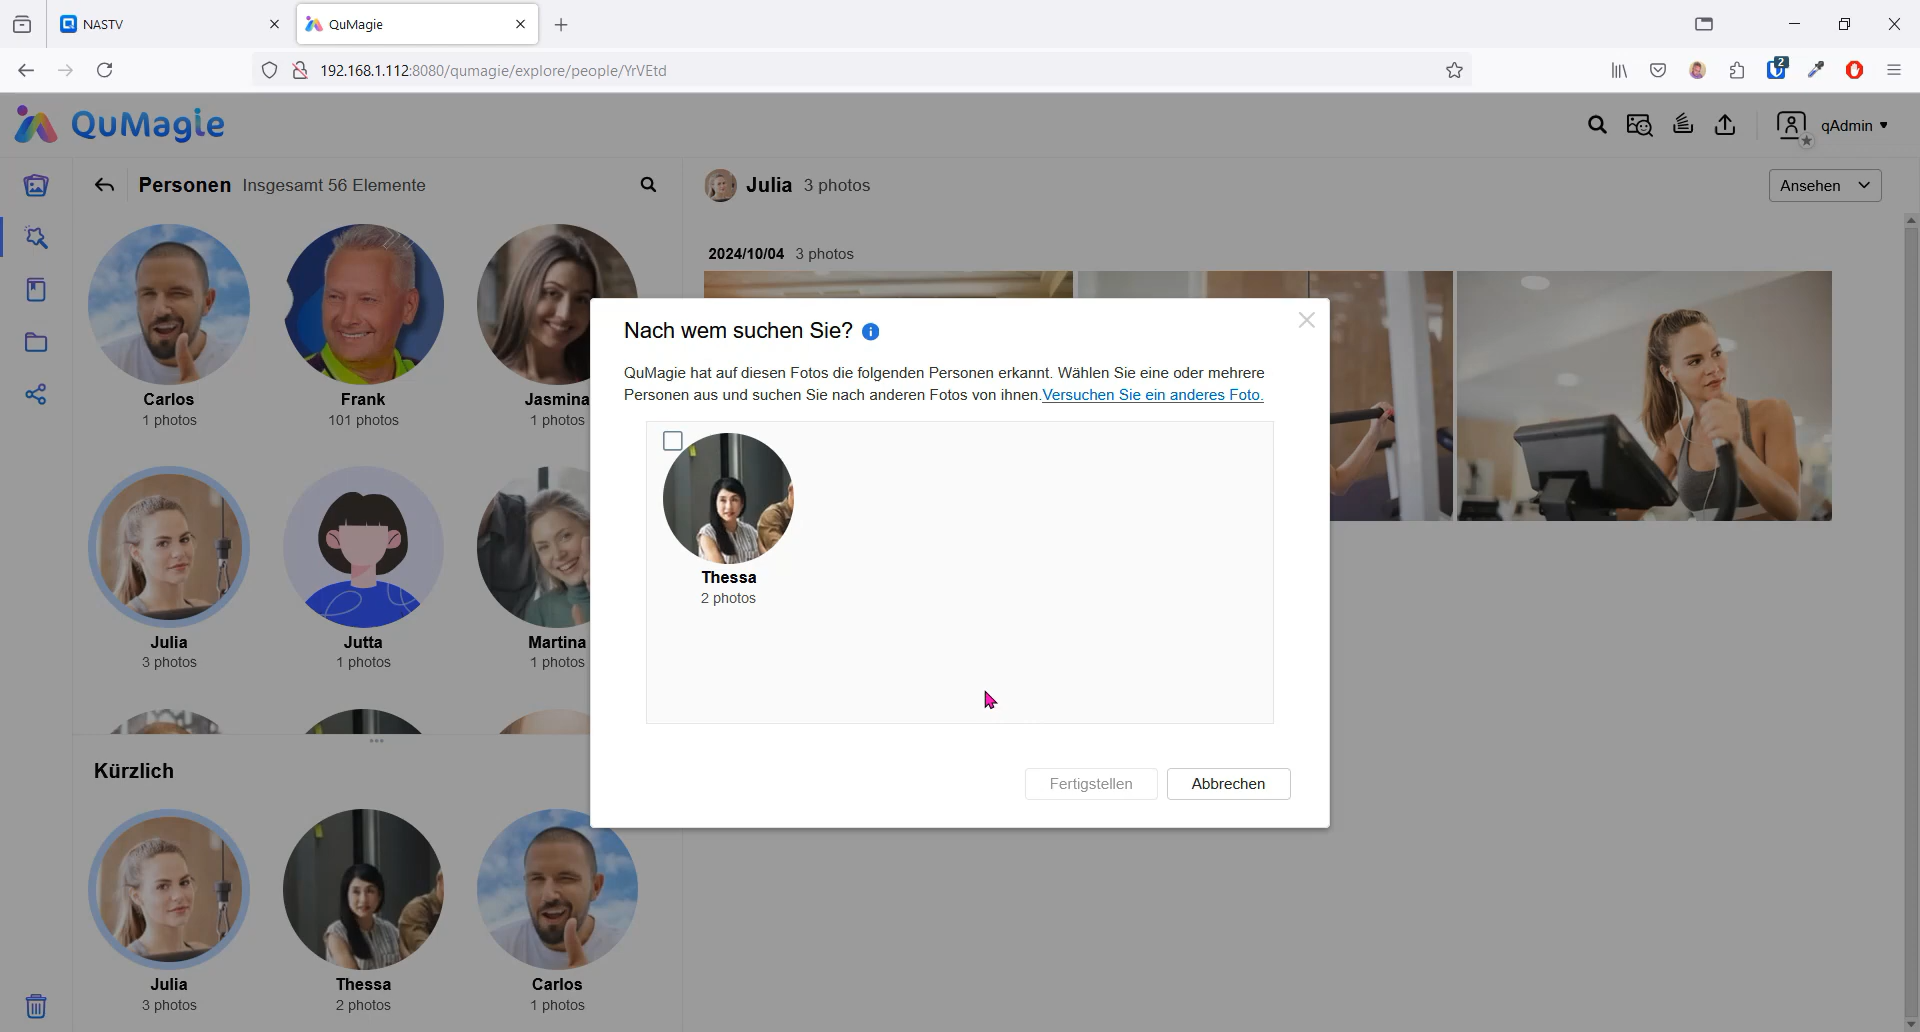 NASTV
QuMagie
192.168.1.112:8080/qumagie/explore/people/YrVEtd
2
QuMagie
qAdmin
Personen Insgesamt 56 Elemente
Julia 3 photos
Ansehen
2024/10/04 3 photos
Carlos
1 photos
Frank
101 photos
Jasmina
1 photos
Julia
3 photos
Jutta
1 photos
Martina
1 photos
Nach wem suchen Sie?
QuMagie hat auf diesen Fotos die folgenden Personen erkannt. Wählen Sie eine oder mehrere
Personen aus und suchen Sie nach anderen Fotos von ihnen.Versuchen Sie ein anderes Foto.
Thessa
2 photos
Fertigstellen
Abbrechen
Kürzlich
Julia
3 photos
Thessa
2 photos
Carlos
1 photos